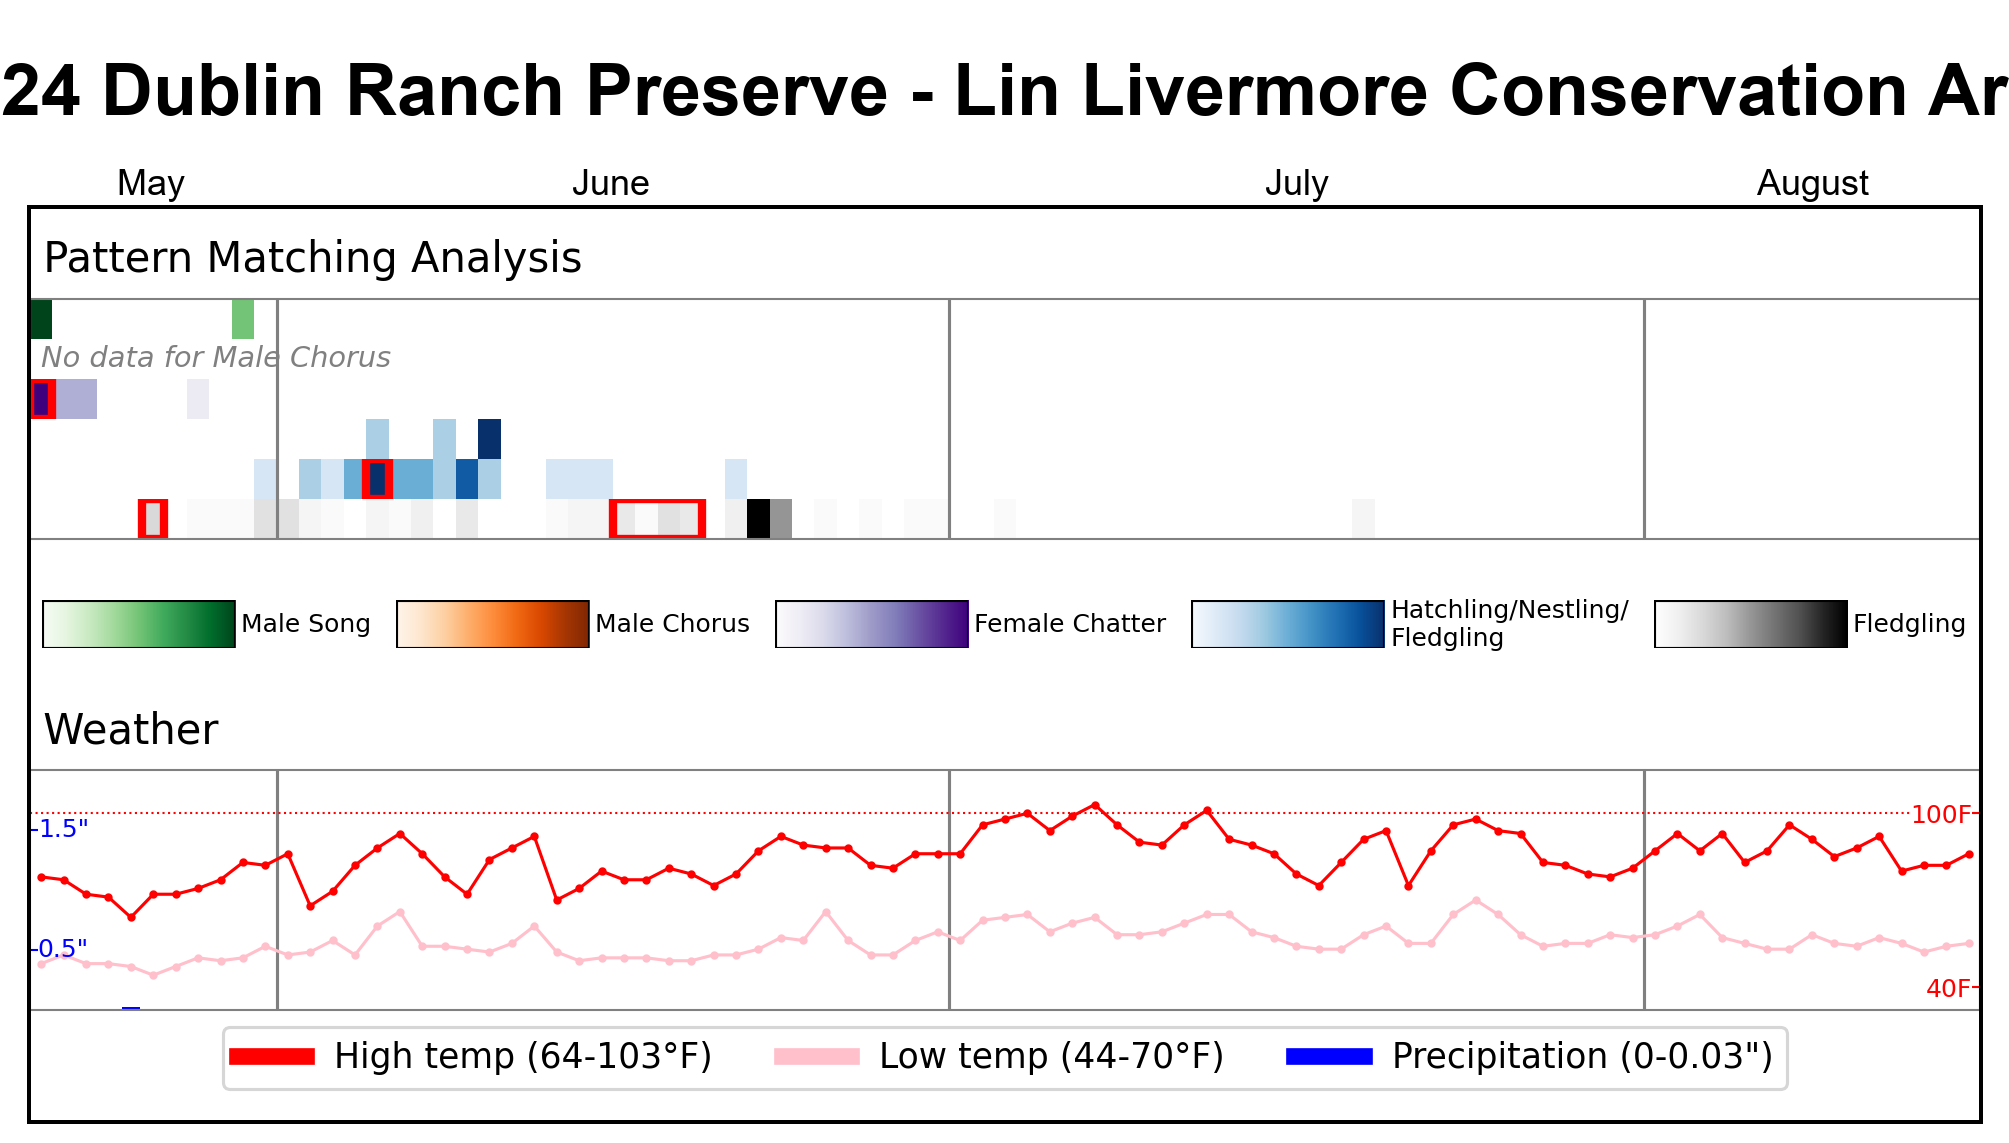 24 Dublin Ranch Preserve - Lin Livermore Conservation Ar
May June July August
Pattern Matching Analysis
No data for Male Chorus
Male Song Male Chorus Female Chatter Hatchling/Nestling/
Fledgling Fledgling
Weather
100F
1.5"
0.5"
40F
High temp (64-103°F) Low temp (44-70°F) Precipitation (0-0.03")